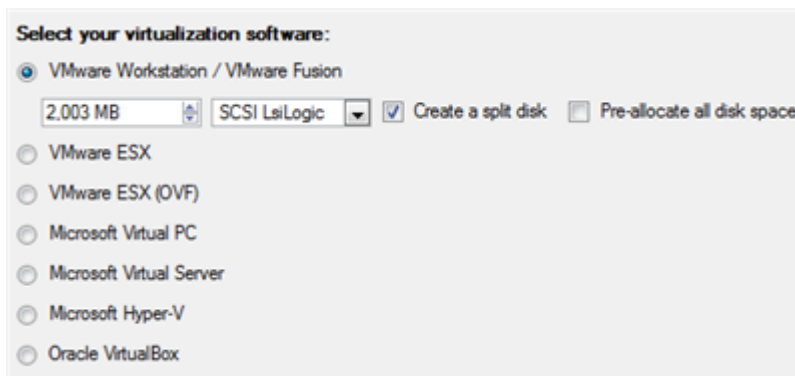 Select your virtualization software:
VMware Workstation / VMware Fusion
2,003 MB SCSI LsiLogic Create a split disk Pre-allocate all disk space
VMware ESX
VMware ESX (OVF)
Microsoft Virtual PC
Microsoft Virtual Server
Microsoft Hyper-V
Oracle VirtualBox